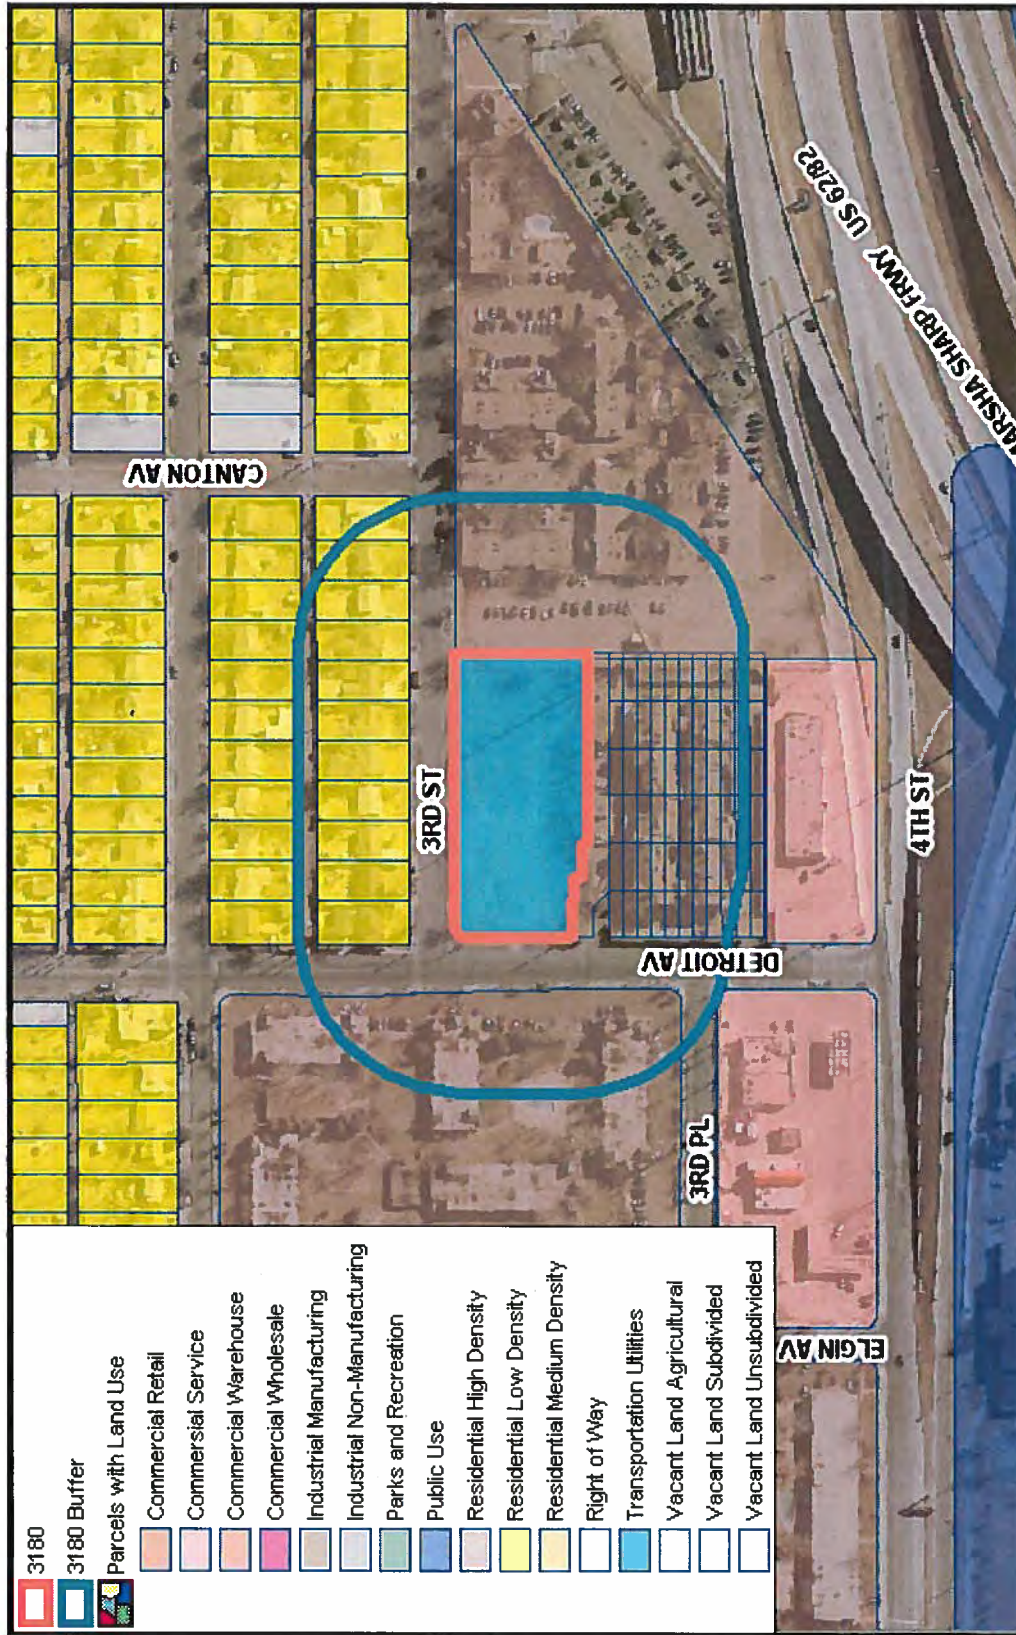 3180
3180 Buffer
Parcels with Land Use
Commercial Retail
Commersial Service
Commercial Warehouse
Commercial Wholesale
Industrial Manufacturing
Industrial Non-Manufacturing
Parks and Recreation
Public Use
Residential High Density
Residential Low Density
Residential Medium Density
Right of Way
Transportation Utilities
Vacant Land Agricultural
Vacant Land Subdivided
Vacant Land Unsubdivided
CANTON AV
3RD ST
DETROIT AV
3RD PL
ELGIN AV
4TH ST
MARSHA SHARP FRWY US 62/82